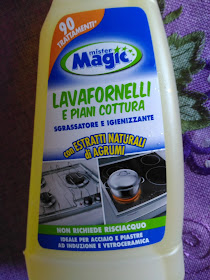 90
TRATTAMENTI*
mister
Magic
LAVAFORNELLI
E PIANI COTTURA
SGRASSATORE E IGIENIZZANTE
con ESTRATTI NATURALI
di AGRUMI
NON RICHIEDE RISCIACQUO
IDEALE PER ACCIAIO E PIASTRE
AD INDUZIONE E VETROCERAMICA